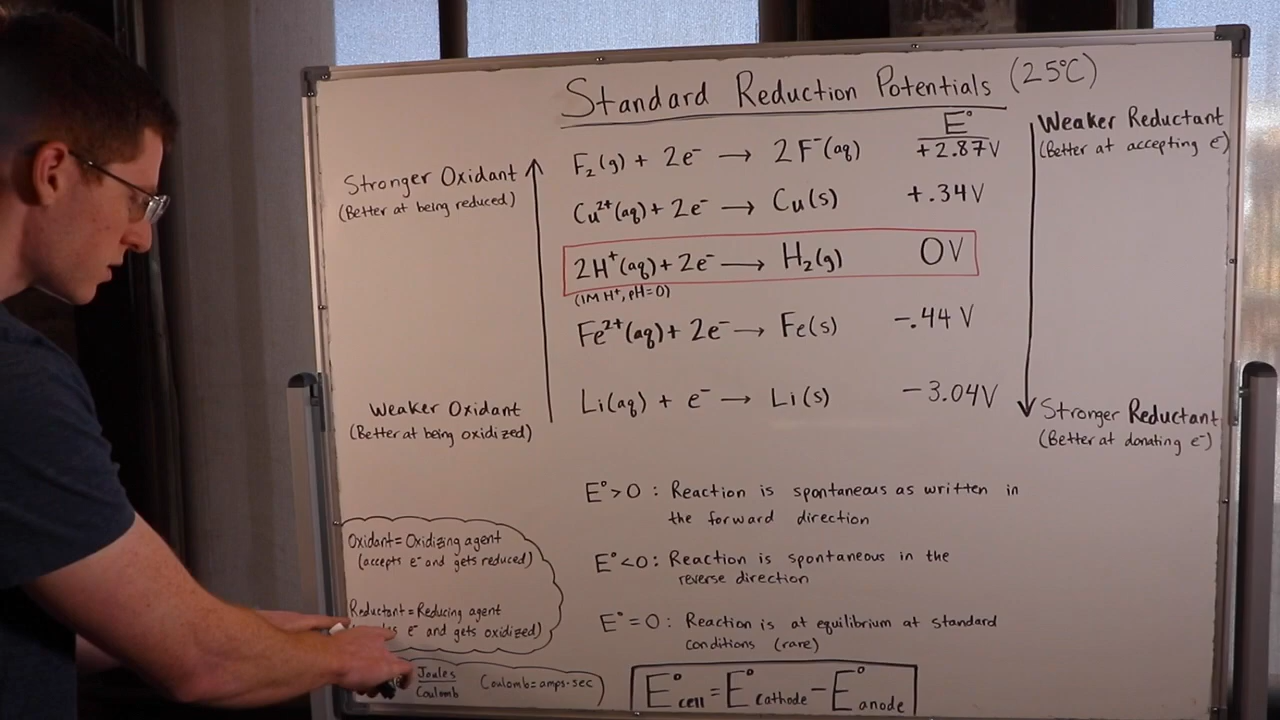 Standard Reduction Potentials (25°C)
E°
F₂(g) + 2e⁻ → 2F⁻(aq) +2.87V
Cu²⁺(aq) + 2e⁻ → Cu(s) +.34V
2H⁺(aq) + 2e⁻ → H₂(g) 0V
(1M H⁺, pH=0)
Fe²⁺(aq) + 2e⁻ → Fe(s) -.44V
Li(aq) + e⁻ → Li(s) -3.04V
Stronger Oxidant
(Better at being reduced)
Weaker Oxidant
(Better at being oxidized)
Weaker Reductant
(Better at accepting e⁻)
Stronger Reductant
(Better at donating e⁻)
E°>0: Reaction is spontaneous as written in
the forward direction
E°<0: Reaction is spontaneous in the
reverse direction
E°=0: Reaction is at equilibrium at standard
conditions (rare)
Oxidant = Oxidizing agent
(accepts e⁻ and gets reduced)
Reductant = Reducing agent
e⁻ and gets oxidized)
Joules
Coulomb
Coulomb = amps·sec
E°cell = E°cathode - E°anode